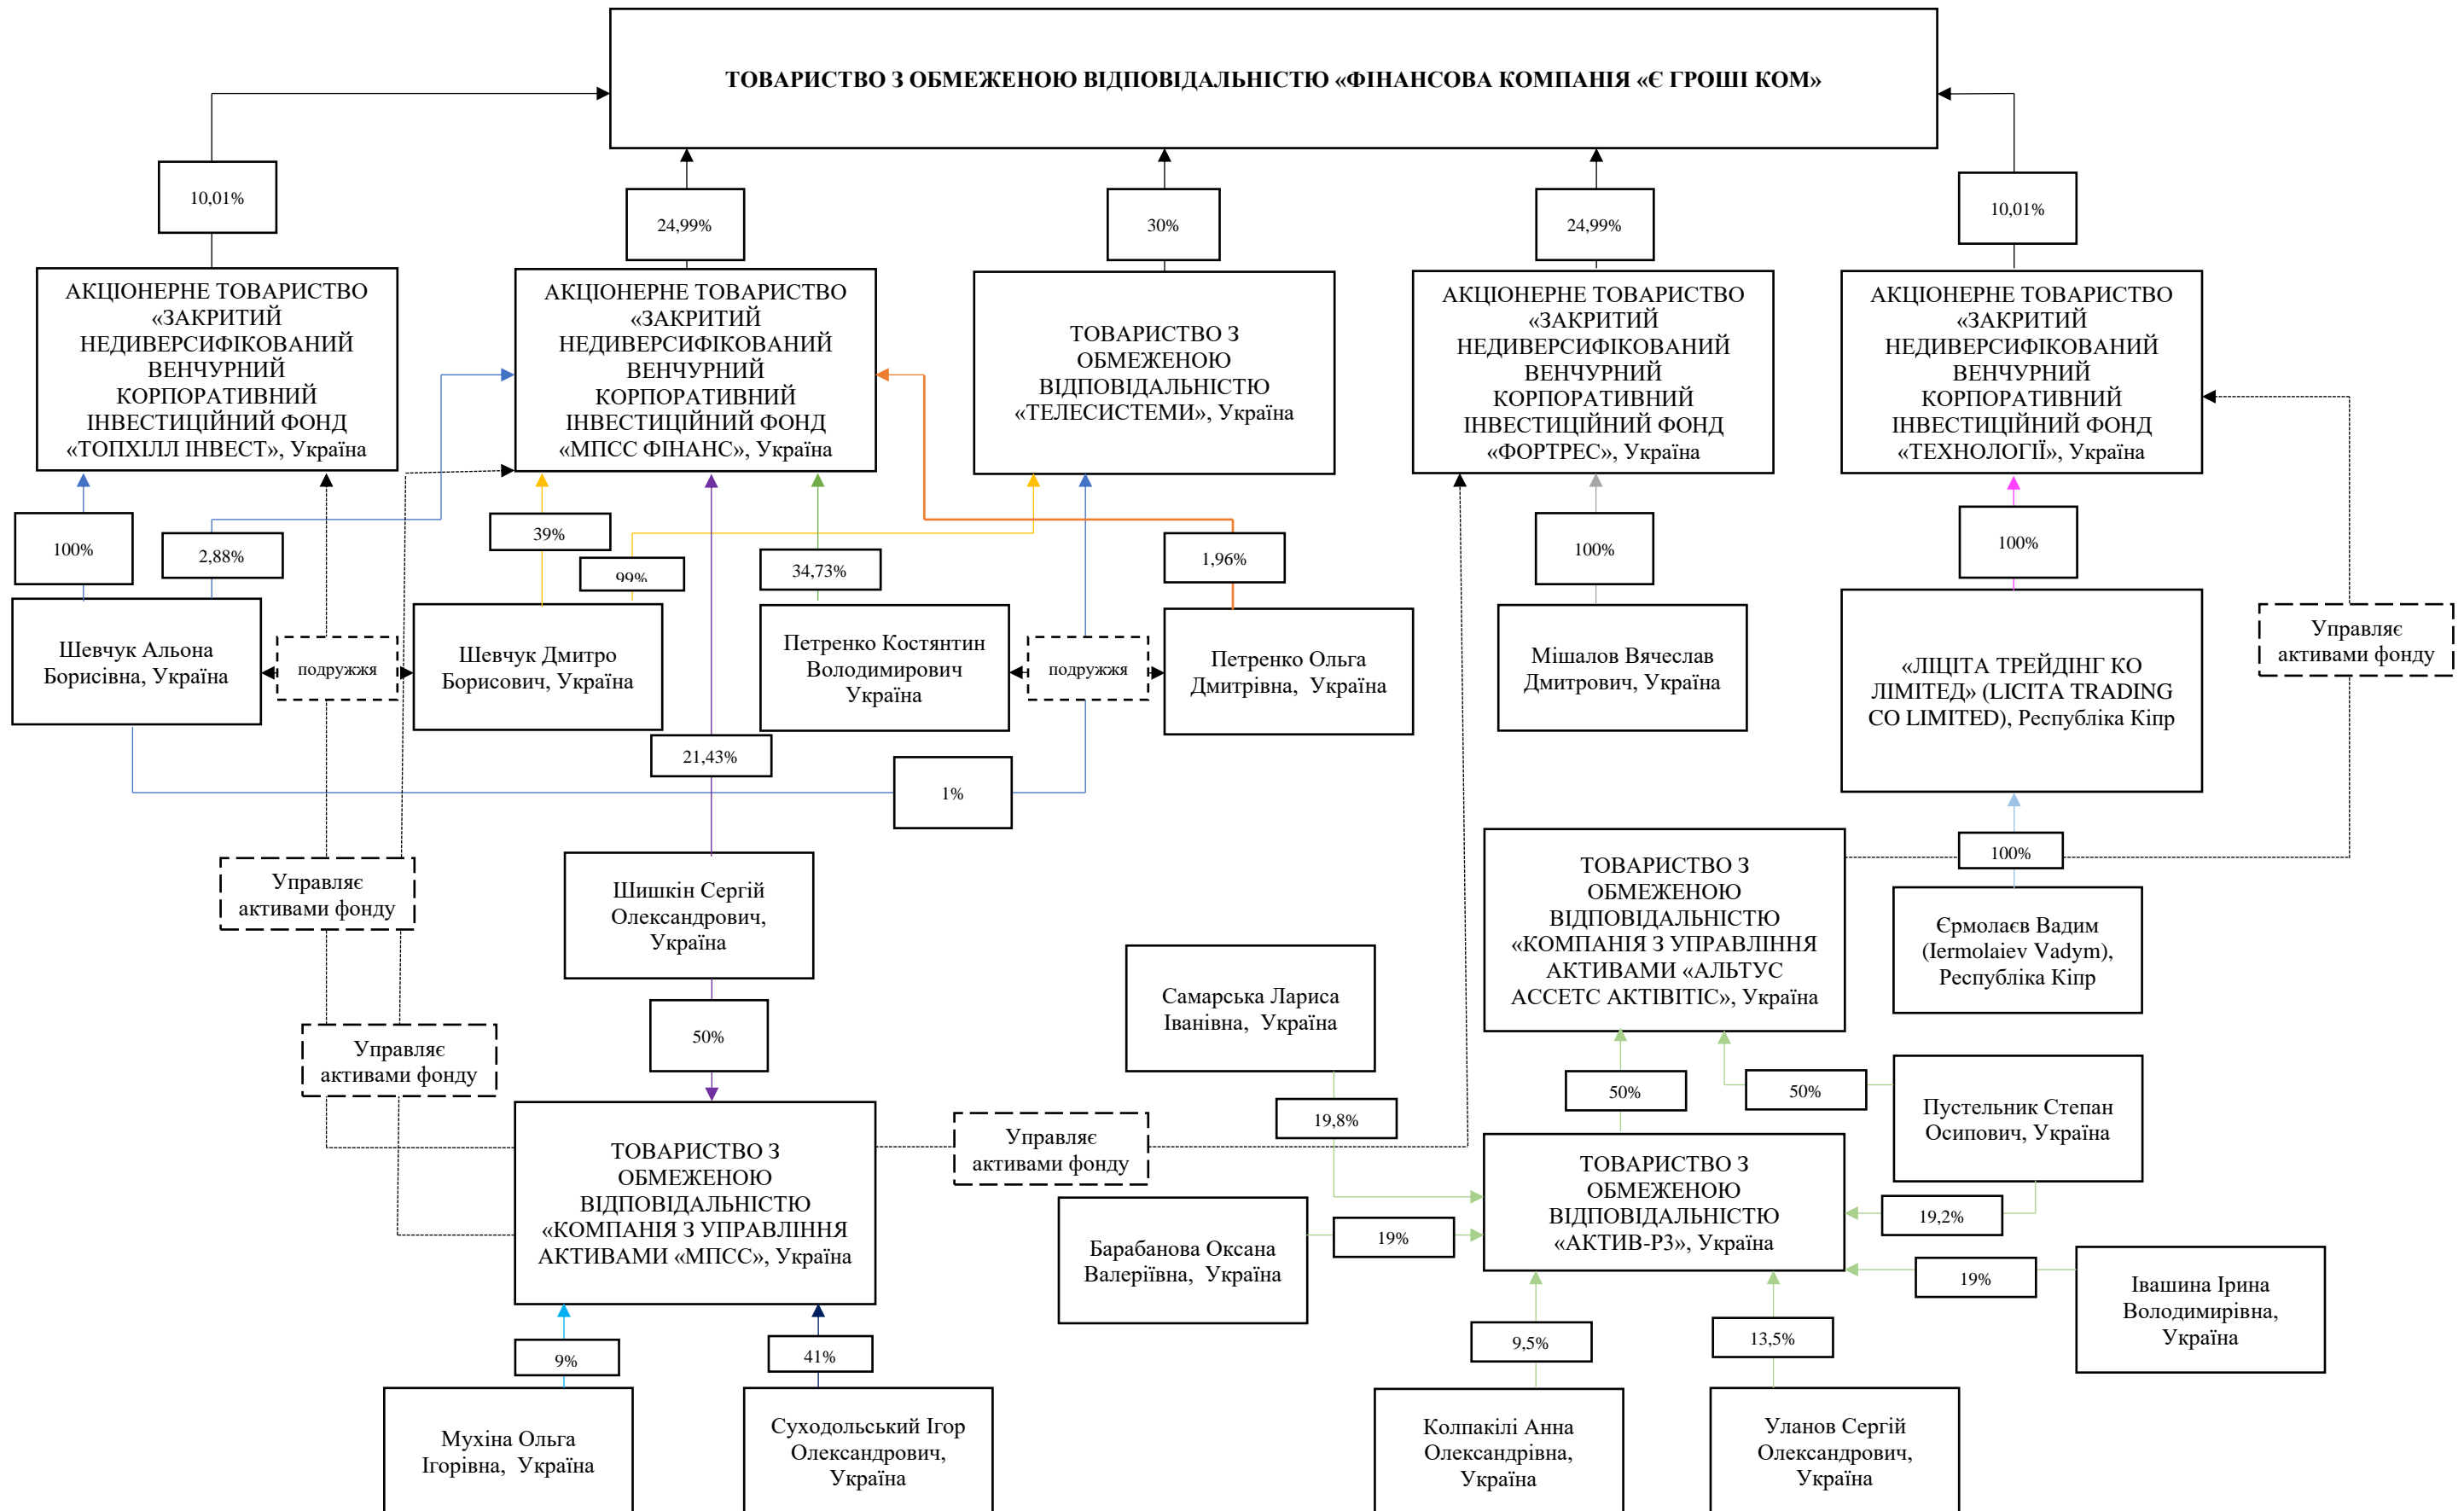 ТОВАРИСТВО З ОБМЕЖЕНОЮ ВІДПОВІДАЛЬНІСТЮ «ФІНАНСОВА КОМПАНІЯ «Є ГРОШІ КОМ»
10,01%
24,99%
30%
24,99%
10,01%
АКЦІОНЕРНЕ ТОВАРИСТВО
«ЗАКРИТИЙ
НЕДИВЕРСИФІКОВАНИЙ
ВЕНЧУРНИЙ
КОРПОРАТИВНИЙ
ІНВЕСТИЦІЙНИЙ ФОНД
«ТОПХІЛЛ ІНВЕСТ», Україна
АКЦІОНЕРНЕ ТОВАРИСТВО
«ЗАКРИТИЙ
НЕДИВЕРСИФІКОВАНИЙ
ВЕНЧУРНИЙ
КОРПОРАТИВНИЙ
ІНВЕСТИЦІЙНИЙ ФОНД
«МПСС ФІНАНС», Україна
ТОВАРИСТВО З
ОБМЕЖЕНОЮ
ВІДПОВІДАЛЬНІСТЮ
«ТЕЛЕСИСТЕМИ», Україна
АКЦІОНЕРНЕ ТОВАРИСТВО
«ЗАКРИТИЙ
НЕДИВЕРСИФІКОВАНИЙ
ВЕНЧУРНИЙ
КОРПОРАТИВНИЙ
ІНВЕСТИЦІЙНИЙ ФОНД
«ФОРТРЕС», Україна
АКЦІОНЕРНЕ ТОВАРИСТВО
«ЗАКРИТИЙ
НЕДИВЕРСИФІКОВАНИЙ
ВЕНЧУРНИЙ
КОРПОРАТИВНИЙ
ІНВЕСТИЦІЙНИЙ ФОНД
«ТЕХНОЛОГІЇ», Україна
100%
2,88%
39%
99%
34,73%
1,96%
100%
100%
Шевчук Альона
Борисівна, Україна
подружжя
Шевчук Дмитро
Борисович, Україна
Петренко Костянтин
Володимирович
Україна
подружжя
Петренко Ольга
Дмитрівна, Україна
Мішалов Вячеслав
Дмитрович, Україна
«ЛІЦІТА ТРЕЙДІНГ КО
ЛІМІТЕД» (LICITA TRADING
CO LIMITED), Республіка Кіпр
Управляє
активами фонду
21,43%
1%
Управляє
активами фонду
Шишкін Сергій
Олександрович,
Україна
ТОВАРИСТВО З
ОБМЕЖЕНОЮ
ВІДПОВІДАЛЬНІСТЮ
«КОМПАНІЯ З УПРАВЛІННЯ
АКТИВАМИ «АЛЬТУС
АССЕТС АКТІВІТІС», Україна
100%
Єрмолаєв Вадим
(Iermolaiev Vadym),
Республіка Кіпр
Самарська Лариса
Іванівна, Україна
Управляє
активами фонду
50%
50%
50%
19,8%
Пустельник Степан
Осипович, Україна
ТОВАРИСТВО З
ОБМЕЖЕНОЮ
ВІДПОВІДАЛЬНІСТЮ
«КОМПАНІЯ З УПРАВЛІННЯ
АКТИВАМИ «МПСС», Україна
Управляє
активами фонду
ТОВАРИСТВО З
ОБМЕЖЕНОЮ
ВІДПОВІДАЛЬНІСТЮ
«АКТИВ-РЗ», Україна
19,2%
Барабанова Оксана
Валеріївна, Україна
19%
19%
Івашина Ірина
Володимирівна,
Україна
9%
41%
9,5%
13,5%
Мухіна Ольга
Ігорівна, Україна
Суходольський Ігор
Олександрович,
Україна
Колпакілі Анна
Олександрівна,
Україна
Уланов Сергій
Олександрович,
Україна